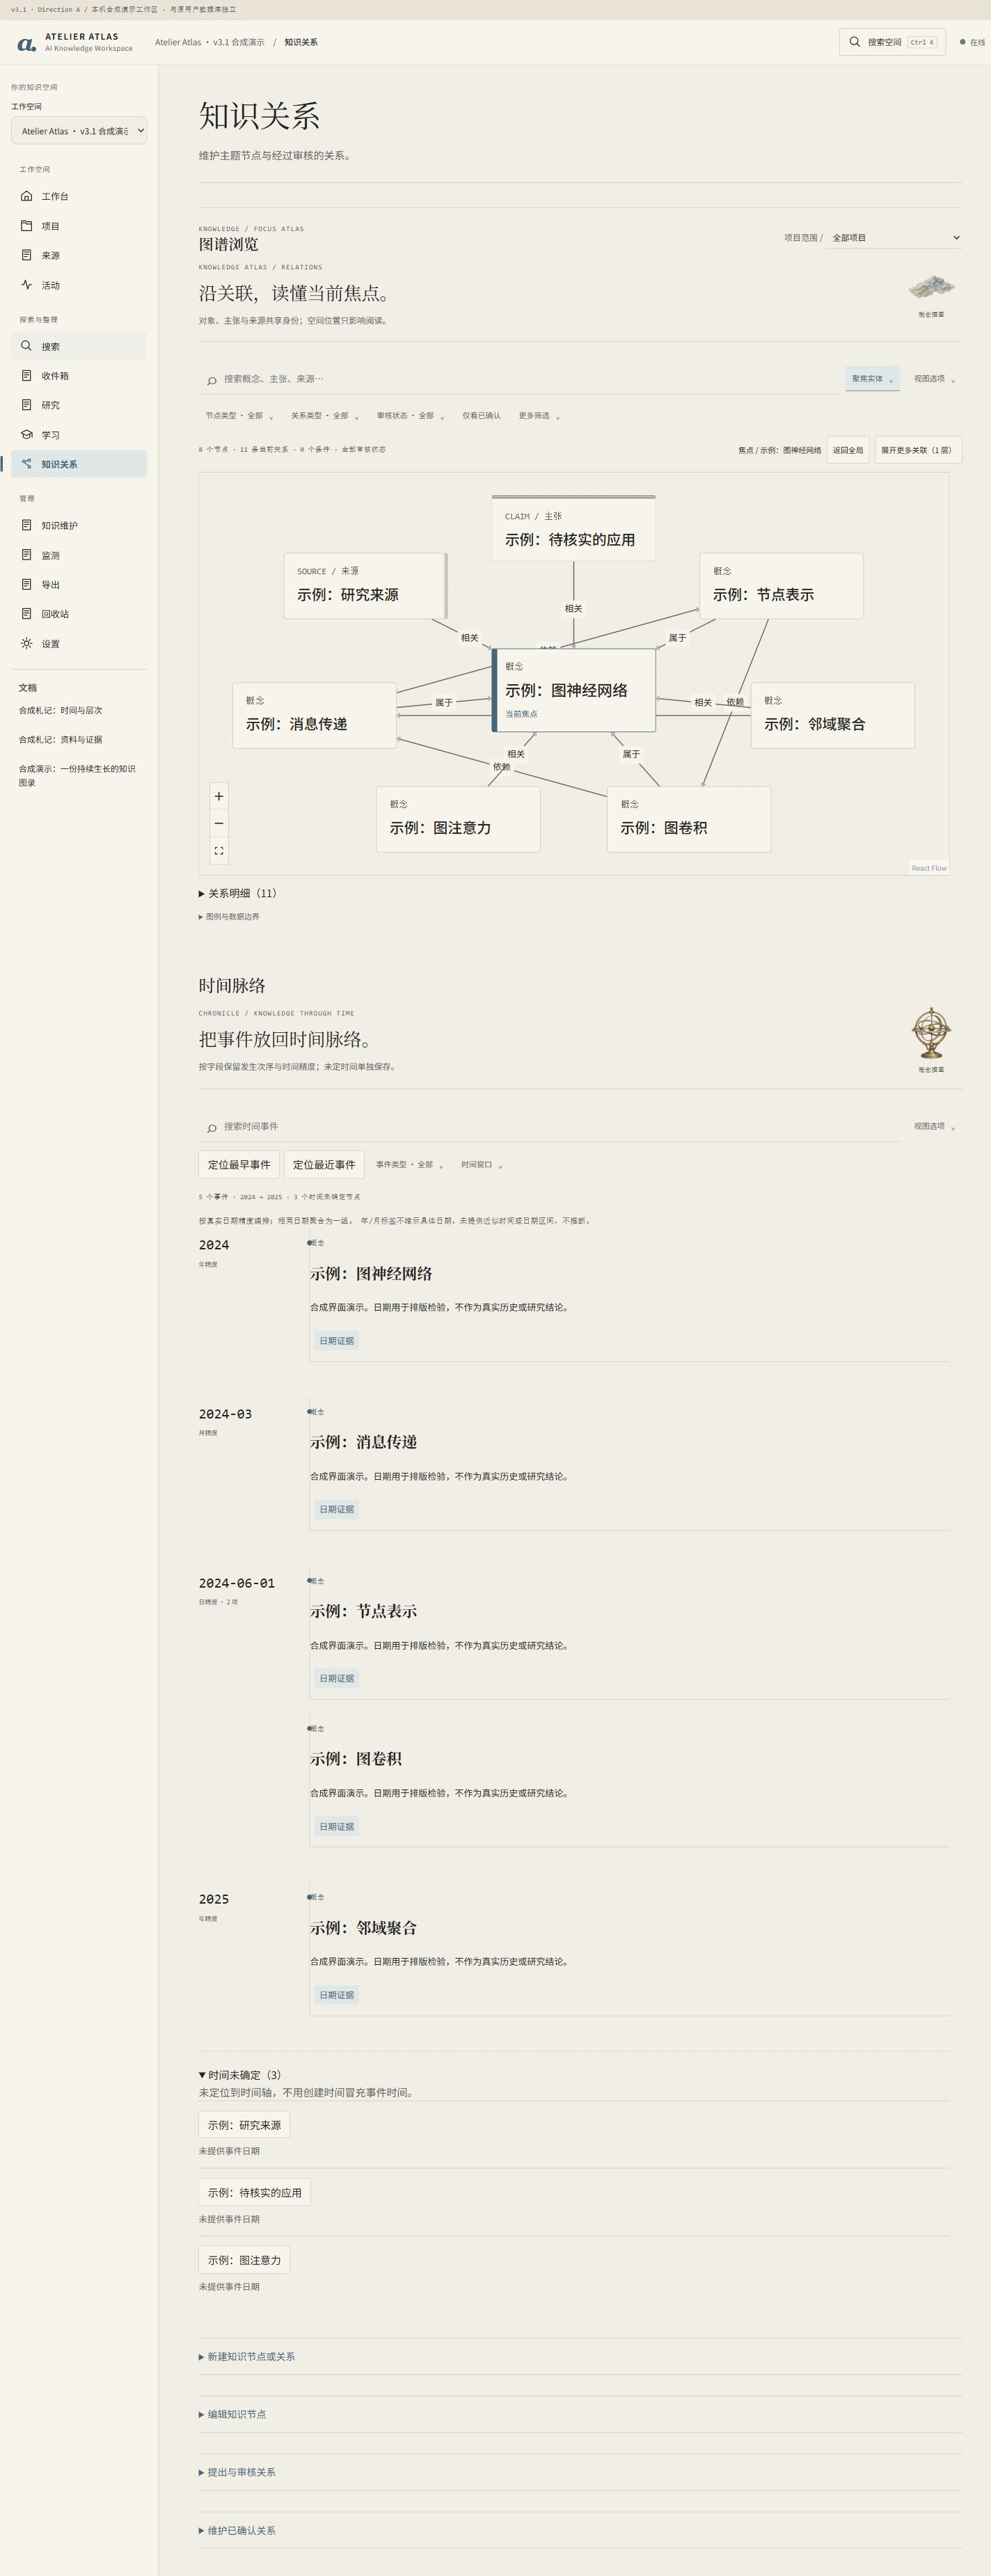 v3.1 · Direction A / 本机合成演示工作区 · 与原用户数据库独立
a.
ATELIER ATLAS
AI Knowledge Workspace
Atelier Atlas · v3.1 合成演示 / 知识关系
搜索空间 Ctrl K
在线
你的知识空间
工作空间
Atelier Atlas · v3.1 合成演示
工作空间
工作台
项目
来源
活动
探索与整理
搜索
收件箱
研究
学习
知识关系
管理
知识维护
监测
导出
回收站
设置
文档
合成札记：时间与层次
合成札记：资料与证据
合成演示：一份持续生长的知识
图录
知识关系
维护主题节点与经过审核的关系。
KNOWLEDGE / FOCUS ATLAS
图谱浏览
项目范围 / 全部项目
KNOWLEDGE ATLAS / RELATIONS
沿关联，读懂当前焦点。
对象、主张与来源共享身份；空间位置只影响阅读。
概念插画
搜索概念、主张、来源…
聚焦实体
视图选项
节点类型 · 全部
关系类型 · 全部
审核状态 · 全部
仅看已确认
更多筛选
8 个节点 · 11 条当前关系 · 0 个条件 · 全部审核状态
焦点 / 示例：图神经网络
返回全局
展开更多关联（1 层）
CLAIM / 主张
示例：待核实的应用
SOURCE / 来源
示例：研究来源
概念
示例：节点表示
相关
相关
依赖
属于
概念
示例：图神经网络
当前焦点
概念
示例：消息传递
属于
相关
依赖
概念
示例：邻域聚合
相关
依赖
属于
概念
示例：图注意力
概念
示例：图卷积
React Flow
关系明细（11）
图例与数据边界
时间脉络
CHRONICLE / KNOWLEDGE THROUGH TIME
把事件放回时间脉络。
按字段保留发生次序与时间精度；未定时间单独保存。
概念插画
搜索时间事件
视图选项
定位最早事件
定位最近事件
事件类型 · 全部
时间窗口
5 个事件 · 2024 → 2025 · 3 个时间未确定节点
按真实日期精度编排；相同日期聚合为一组。 年/月标签不暗示具体日期。未提供近似时间或日期区间，不推断。
2024
年精度
概念
示例：图神经网络
合成界面演示。日期用于排版检验，不作为真实历史或研究结论。
日期证据
2024-03
月精度
概念
示例：消息传递
合成界面演示。日期用于排版检验，不作为真实历史或研究结论。
日期证据
2024-06-01
日精度 · 2 项
概念
示例：节点表示
合成界面演示。日期用于排版检验，不作为真实历史或研究结论。
日期证据
概念
示例：图卷积
合成界面演示。日期用于排版检验，不作为真实历史或研究结论。
日期证据
2025
年精度
概念
示例：邻域聚合
合成界面演示。日期用于排版检验，不作为真实历史或研究结论。
日期证据
时间未确定（3）
未定位到时间轴，不用创建时间冒充事件时间。
示例：研究来源
未提供事件日期
示例：待核实的应用
未提供事件日期
示例：图注意力
未提供事件日期
新建知识节点或关系
编辑知识节点
提出与审核关系
维护已确认关系